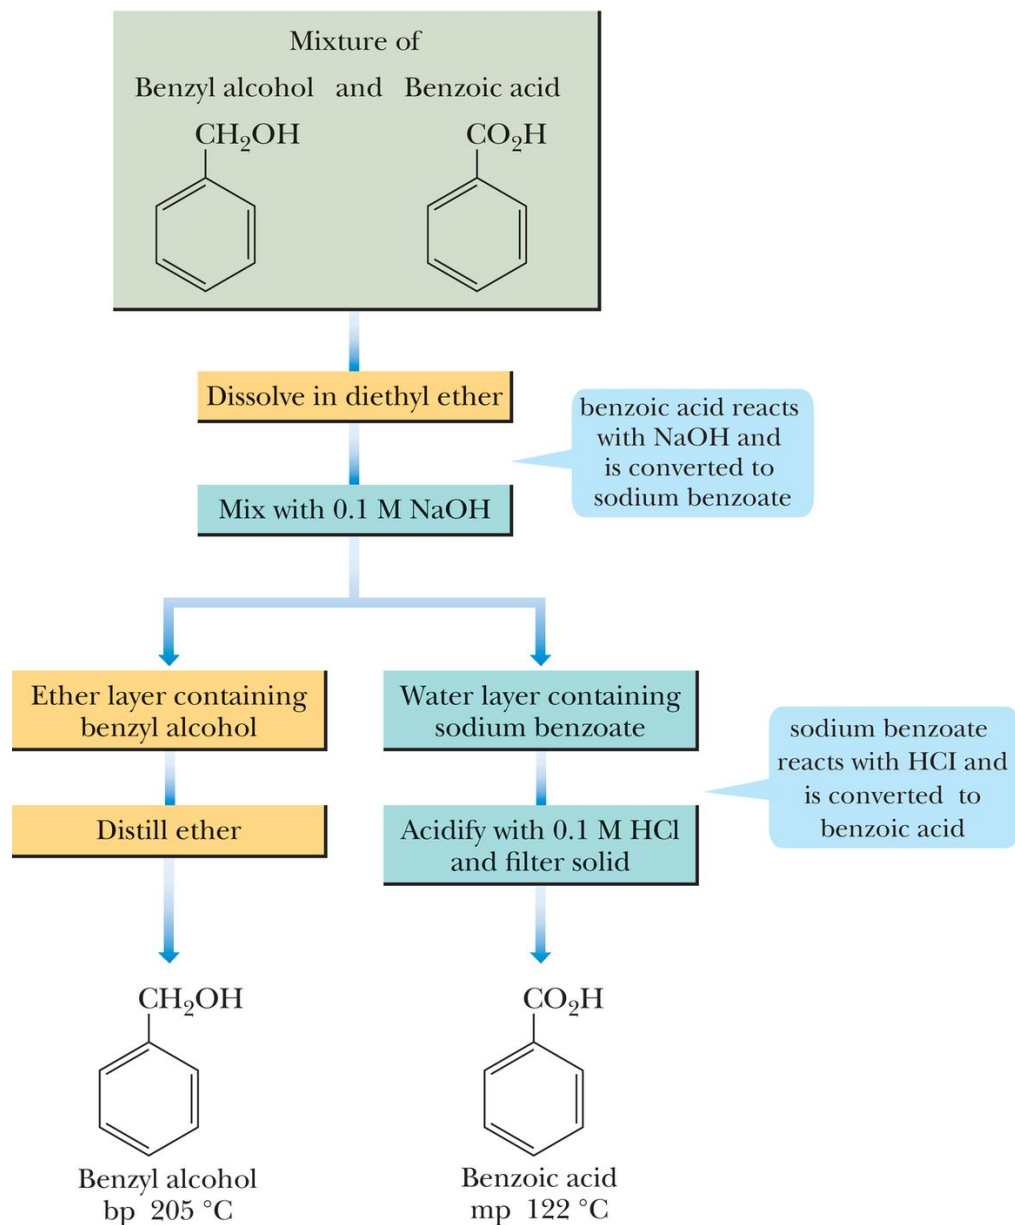 Mixture of
Benzyl alcohol and Benzoic acid
CH₂OH
CO₂H
Dissolve in diethyl ether
benzoic acid reacts
with NaOH and
is converted to
sodium benzoate
Mix with 0.1 M NaOH
Ether layer containing
benzyl alcohol
Water layer containing
sodium benzoate
sodium benzoate
reacts with HCI and
is converted to
benzoic acid
Distill ether
Acidify with 0.1 M HCl
and filter solid
CH₂OH
Benzyl alcohol
bp 205 °C
CO₂H
Benzoic acid
mp 122 °C